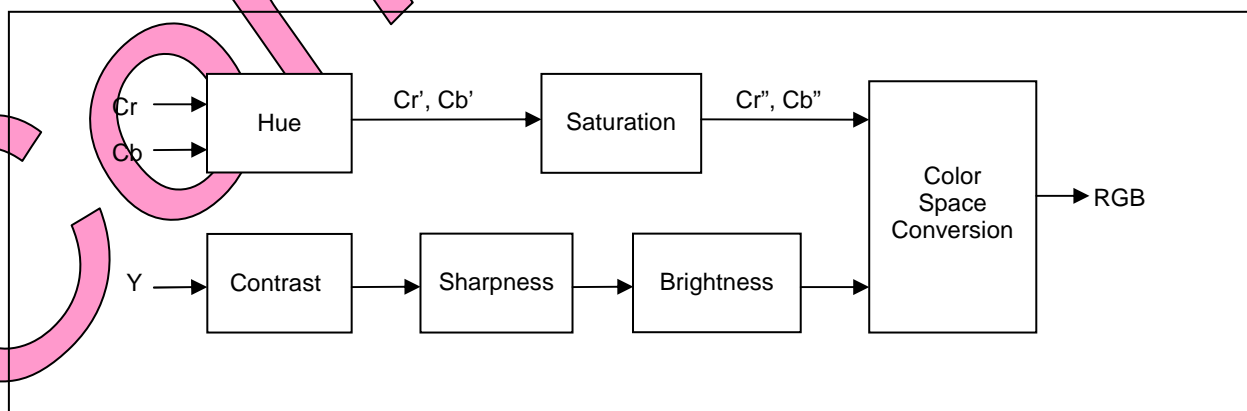 Cr
Cb
Hue
Cr’, Cb’
Saturation
Cr”, Cb”
Color
Space
Conversion
RGB
Y
Contrast
Sharpness
Brightness